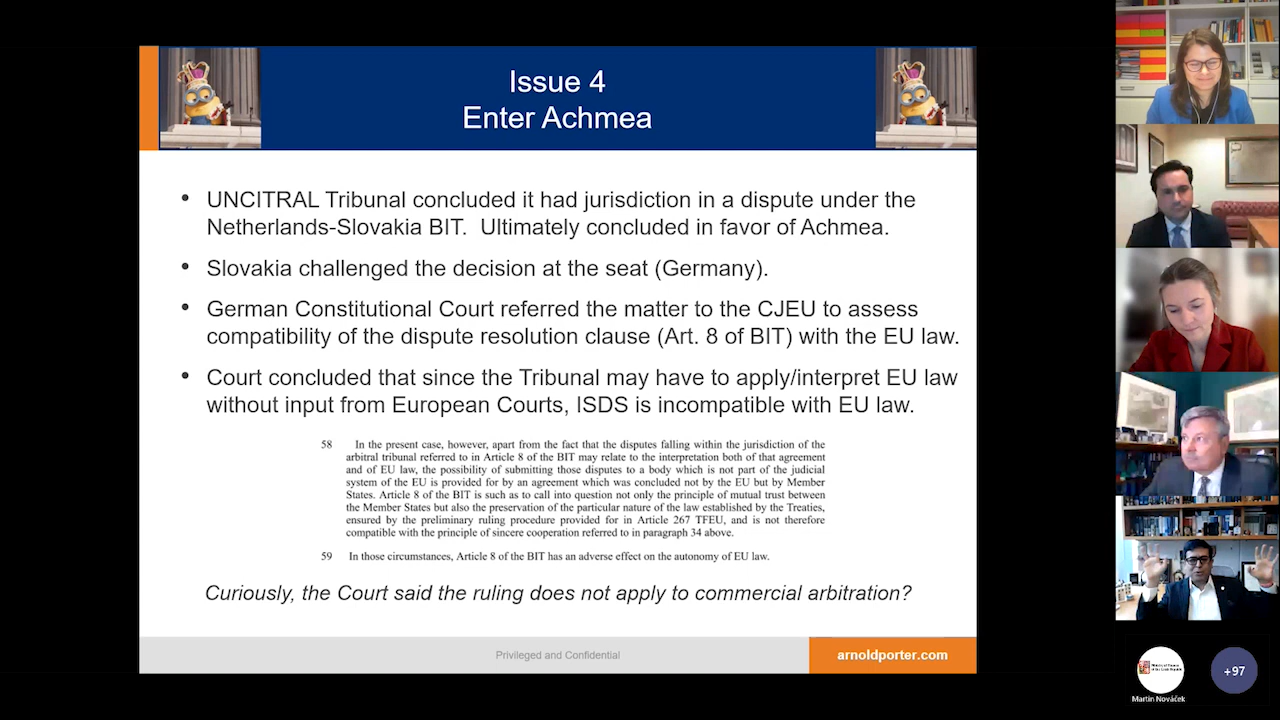 Issue 4
Enter Achmea
• UNCITRAL Tribunal concluded it had jurisdiction in a dispute under the
Netherlands-Slovakia BIT. Ultimately concluded in favor of Achmea.
• Slovakia challenged the decision at the seat (Germany).
• German Constitutional Court referred the matter to the CJEU to assess
compatibility of the dispute resolution clause (Art. 8 of BIT) with the EU law.
• Court concluded that since the Tribunal may have to apply/interpret EU law
without input from European Courts, ISDS is incompatible with EU law.
58 In the present case, however, apart from the fact that the disputes falling within the jurisdiction of the
arbitral tribunal referred to in Article 8 of the BIT may relate to the interpretation both of that agreement
and of EU law, the possibility of submitting those disputes to a body which is not part of the judicial
system of the EU is provided for by an agreement which was concluded not by the EU but by Member
States. Article 8 of the BIT is such as to call into question not only the principle of mutual trust between
the Member States but also the preservation of the particular nature of the law established by the Treaties,
ensured by the preliminary ruling procedure provided for in Article 267 TFEU, and is not therefore
compatible with the principle of sincere cooperation referred to in paragraph 34 above.
59 In those circumstances, Article 8 of the BIT has an adverse effect on the autonomy of EU law.
Curiously, the Court said the ruling does not apply to commercial arbitration?
Privileged and Confidential
arnoldporter.com
Martin Nováček
+97